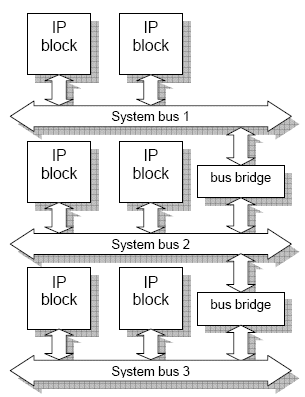 IP
block
IP
block
System bus 1
IP
block
IP
block
bus bridge
System bus 2
IP
block
IP
block
bus bridge
System bus 3